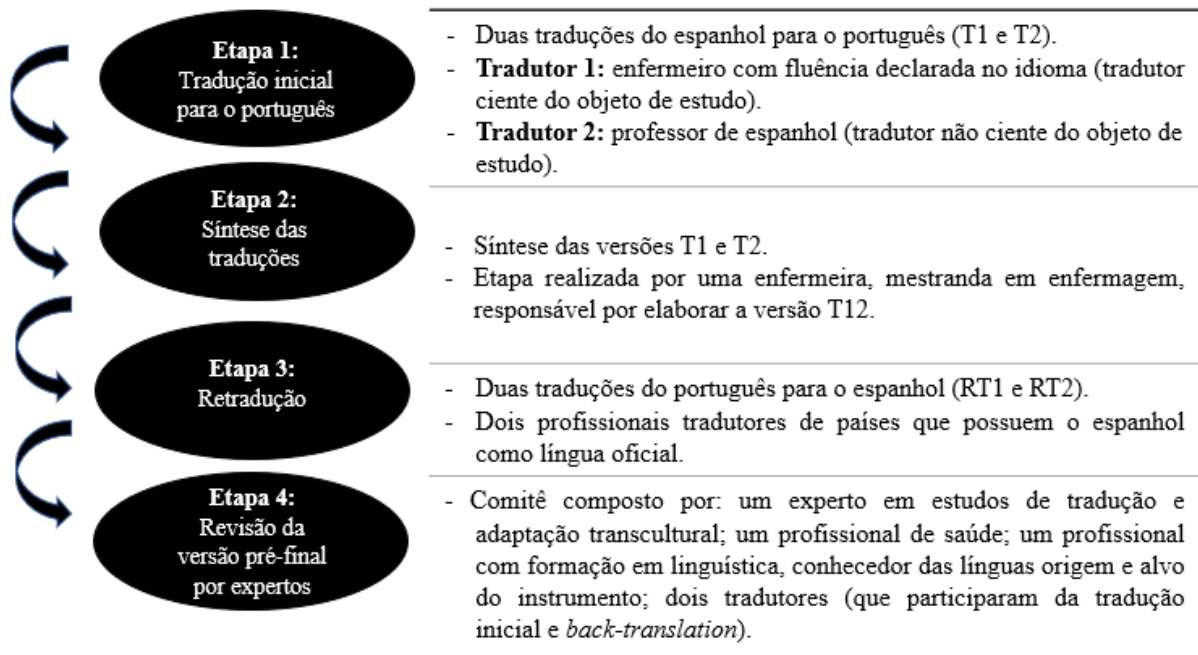 Etapa 1:
Tradução inicial
para o português
- Duas traduções do espanhol para o português (T1 e T2).
- Tradutor 1: enfermeiro com fluência declarada no idioma (tradutor
ciente do objeto de estudo).
- Tradutor 2: professor de espanhol (tradutor não ciente do objeto de
estudo).
Etapa 2:
Síntese das
traduções
- Síntese das versões T1 e T2.
- Etapa realizada por uma enfermeira, mestranda em enfermagem,
responsável por elaborar a versão T12.
Etapa 3:
Retradução
- Duas traduções do português para o espanhol (RT1 e RT2).
- Dois profissionais tradutores de países que possuem o espanhol
como língua oficial.
Etapa 4:
Revisão da
versão pré-final
por expertos
- Comitê composto por: um experto em estudos de tradução e
adaptação transcultural; um profissional de saúde; um profissional
com formação em linguística, conhecedor das línguas origem e alvo
do instrumento; dois tradutores (que participaram da tradução
inicial e back-translation).